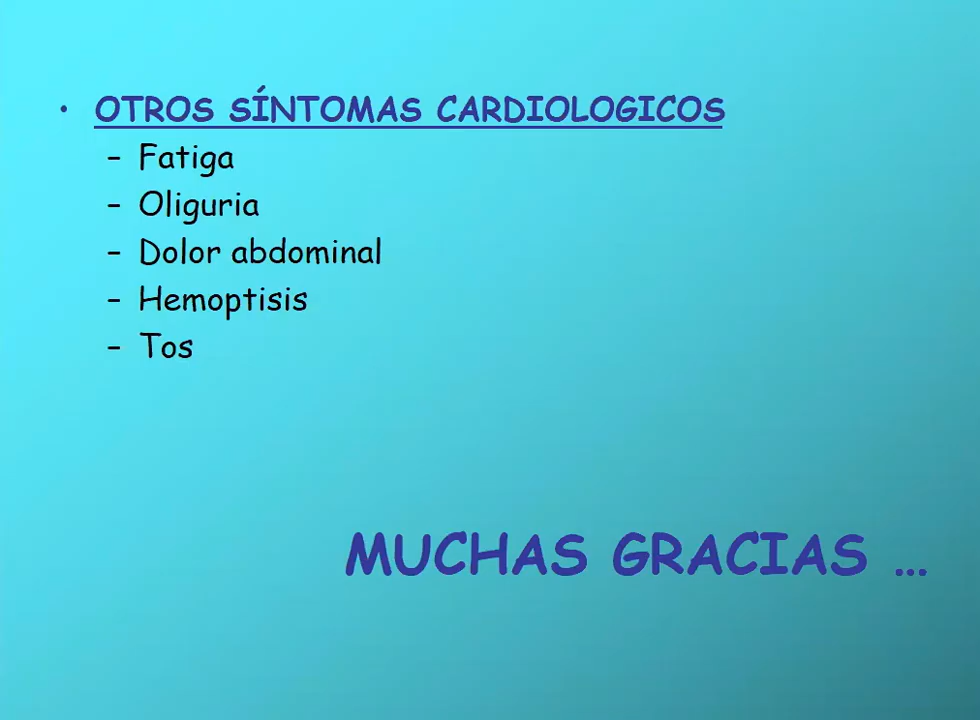 • OTROS SÍNTOMAS CARDIOLOGICOS
– Fatiga
– Oliguria
– Dolor abdominal
– Hemoptisis
– Tos
MUCHAS GRACIAS ...